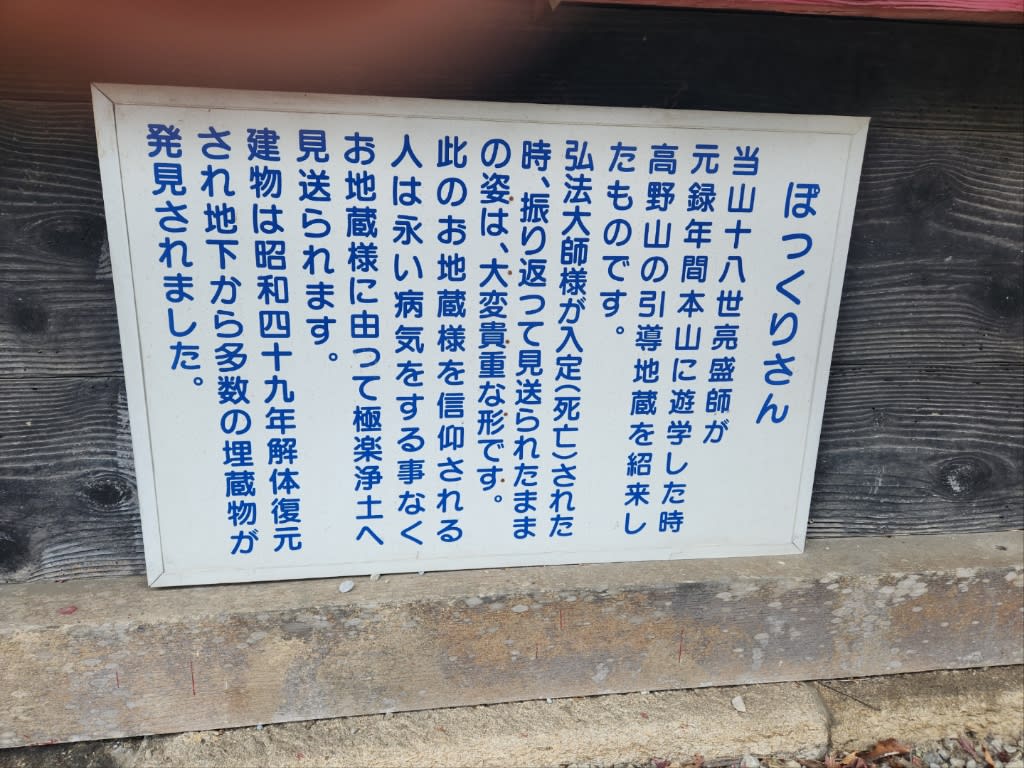 ぽつくりさん
当山十八世亮盛師が
元録年間本山に遊学した時
高野山の引導地蔵を紹来し
たものです。
弘法大師様が入定(死亡)された
時、振り返つて見送られたまま
の姿は、大変貴重な形です。
此のお地蔵様を信仰される
人は永い病気をする事なく
お地蔵様に由って極楽浄土へ
見送られます。
建物は昭和四十九年解体復元
され地下から多数の埋蔵物が
発見されました。